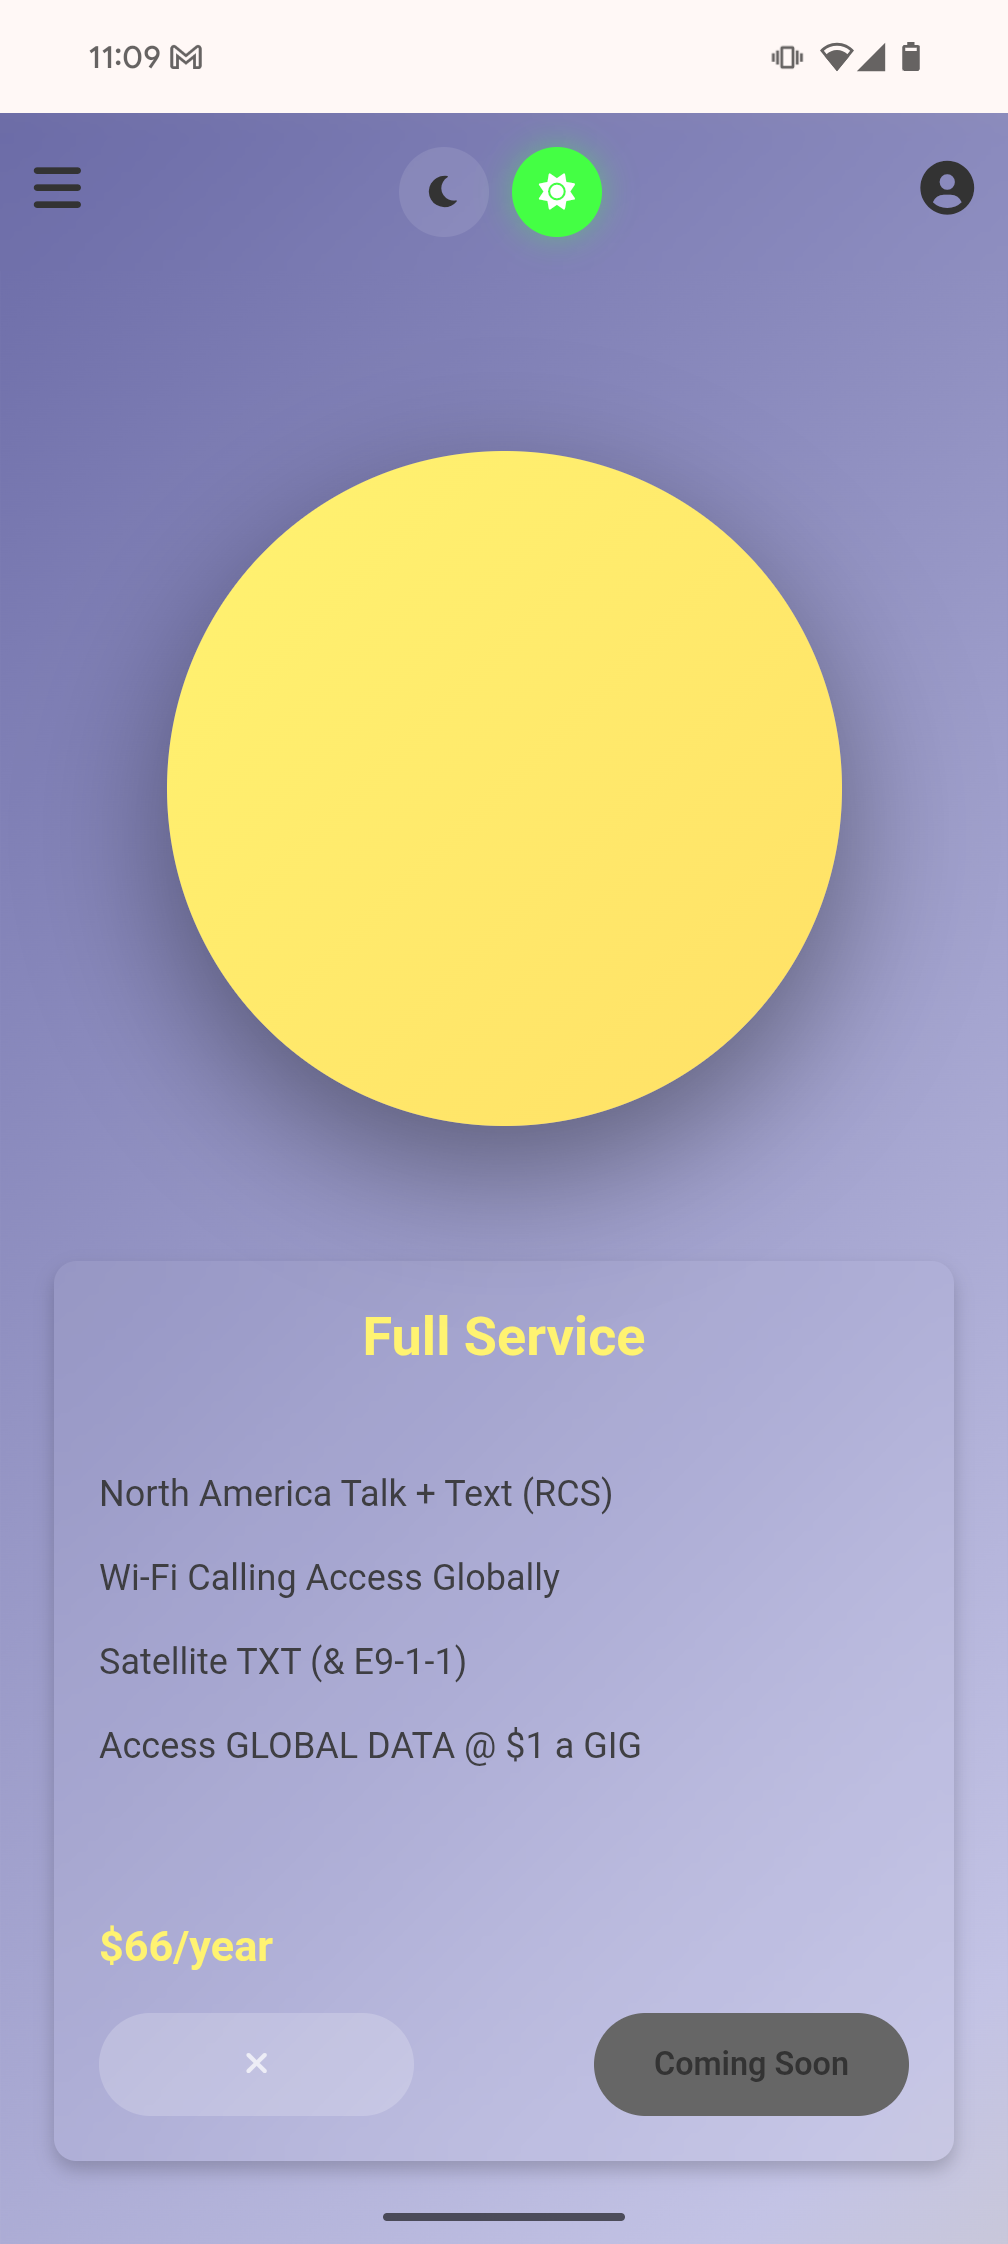 11:09
Full Service
North America Talk + Text (RCS)
Wi-Fi Calling Access Globally
Satellite TXT (& E9-1-1)
Access GLOBAL DATA @ $1 a GIG
$66/year
Coming Soon